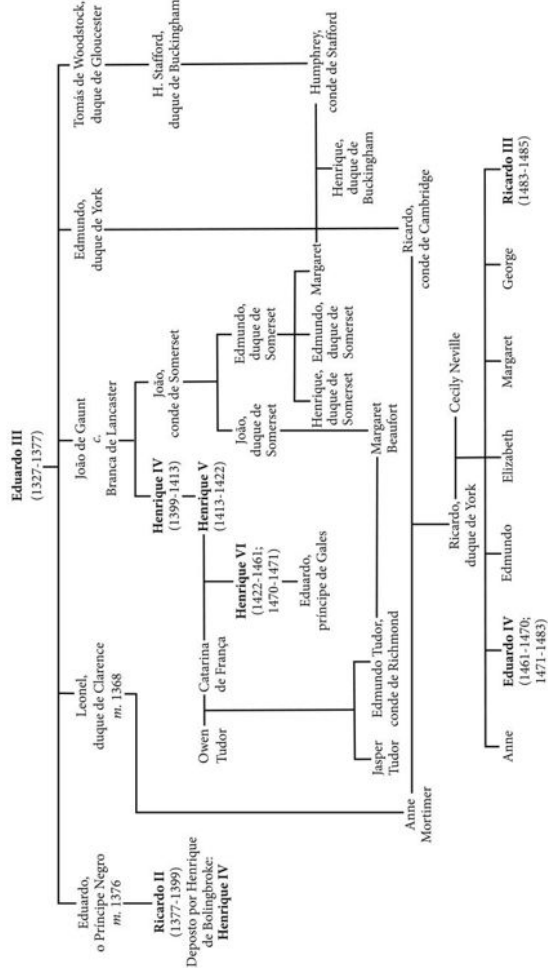 Eduardo III
(1327-1377)
Eduardo,
o Príncipe Negro
m. 1376
Leonel,
duque de Clarence
m. 1368
João de Gaunt
c.
Branca de Lancaster
Edmundo,
duque de York
Tomás de Woodstock,
duque de Gloucester
Ricardo II
(1377-1399)
Deposto por Henrique
de Bolingbroke:
Henrique IV
Henrique IV
(1399-1413)
João,
conde de Somerset
H. Stafford,
duque de Buckingham
Henrique V
(1413-1422)
Owen
Tudor
Catarina
de França
João,
duque de
Somerset
Edmundo,
duque de
Somerset
Henrique VI
(1422-1461;
1470-1471)
Eduardo,
príncipe de Gales
Henrique,
duque de
Somerset
Edmundo,
duque de
Somerset
Margaret
Henrique,
duque de
Buckingham
Humphrey,
conde de Stafford
Jasper
Tudor
Edmundo Tudor,
conde de Richmond
Margaret
Beaufort
Anne
Mortimer
Ricardo,
conde de Cambridge
Ricardo,
duque de York
Cecily Neville
Anne
Eduardo IV
(1461-1470;
1471-1483)
Edmundo
Elizabeth
Margaret
George
Ricardo III
(1483-1485)